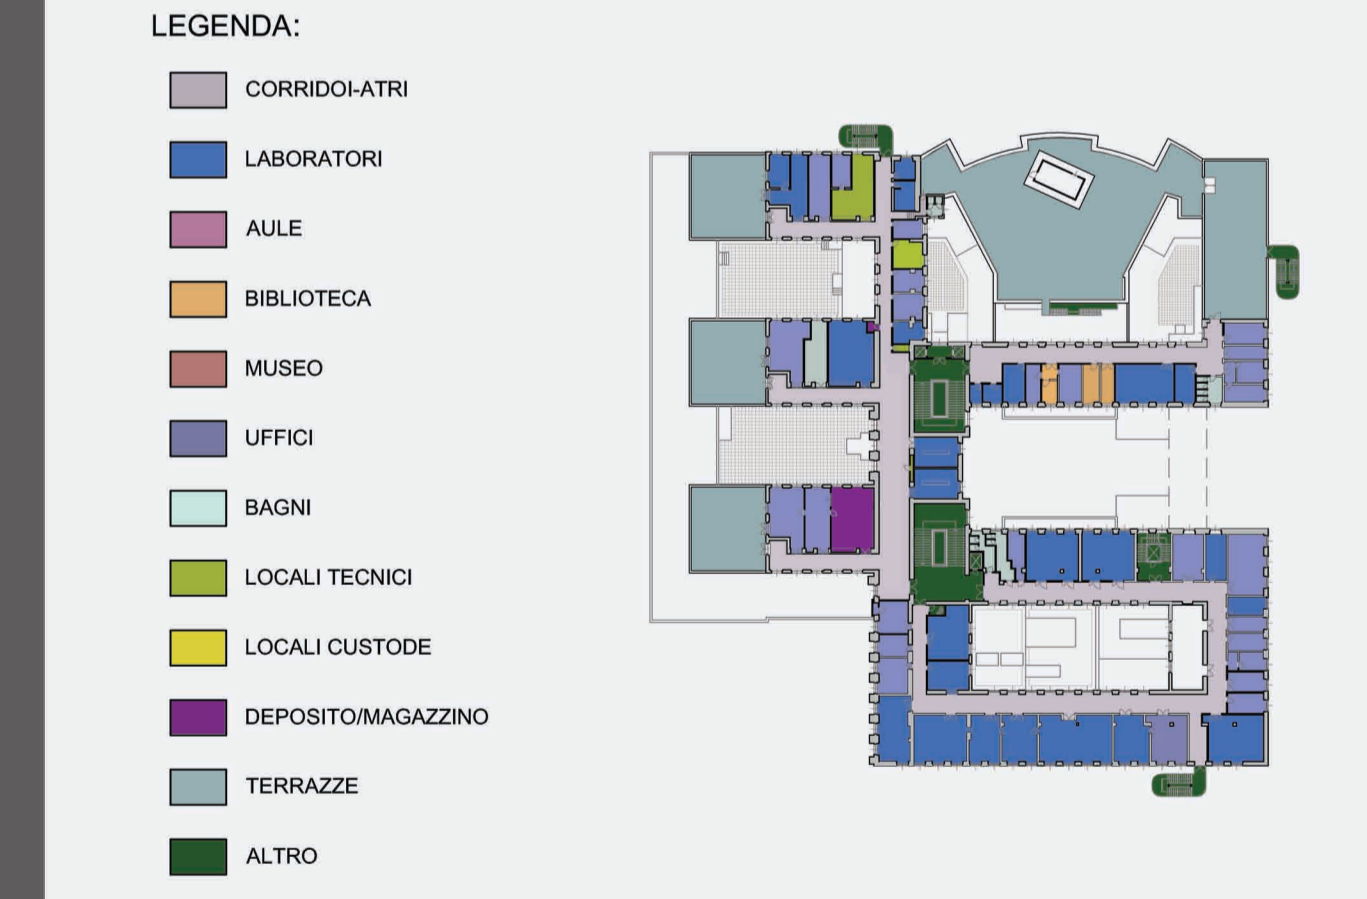 LEGENDA:
CORRIDOI-ATRI
LABORATORI
AULE
BIBLIOTECA
MUSEO
UFFICI
BAGNI
LOCALI TECNICI
LOCALI CUSTODE
DEPOSITO/MAGAZZINO
TERRAZZE
ALTRO